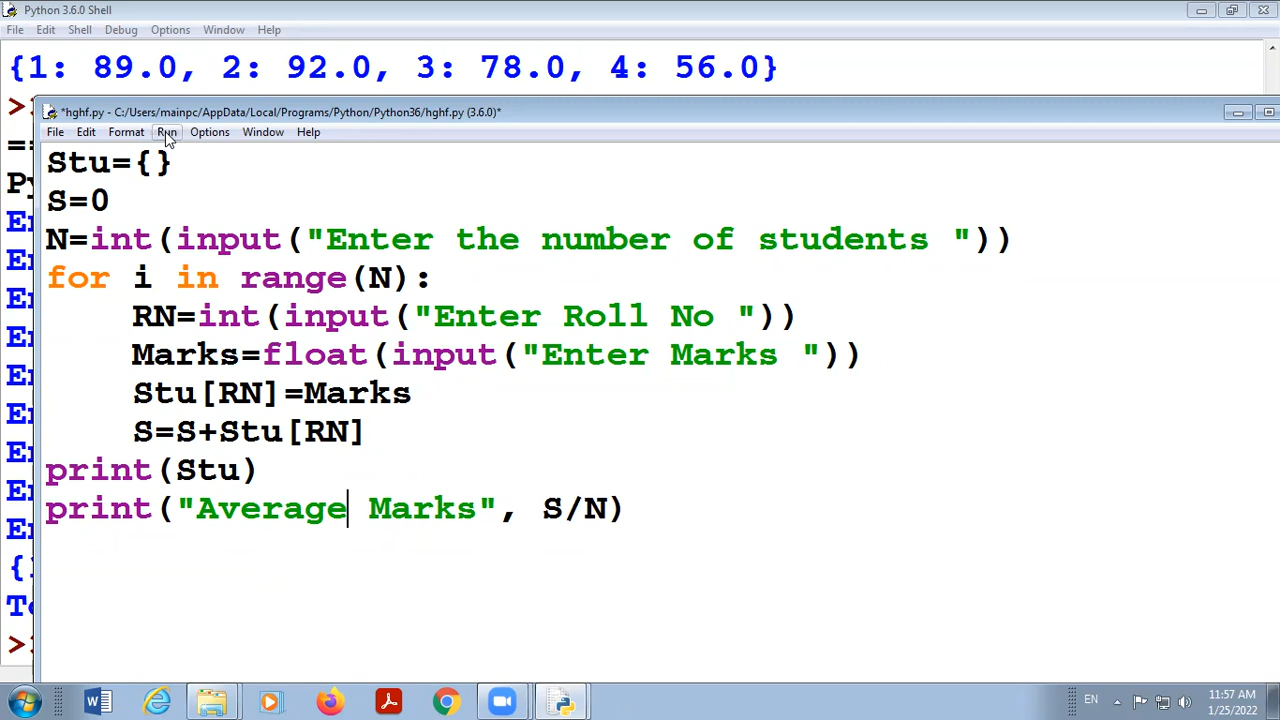 Python 3.6.0 Shell
File Edit Shell Debug Options Window Help
{1: 89.0, 2: 92.0, 3: 78.0, 4: 56.0}
*hghf.py - C:/Users/mainpc/AppData/Local/Programs/Python/Python36/hghf.py (3.6.0)*
File Edit Format Run Options Window Help
Stu={}
S=0
N=int(input("Enter the number of students "))
for i in range(N):
RN=int(input("Enter Roll No "))
Marks=float(input("Enter Marks "))
Stu[RN]=Marks
S=S+Stu[RN]
print(Stu)
print("Average Marks", S/N)
EN
11:57 AM
1/25/2022